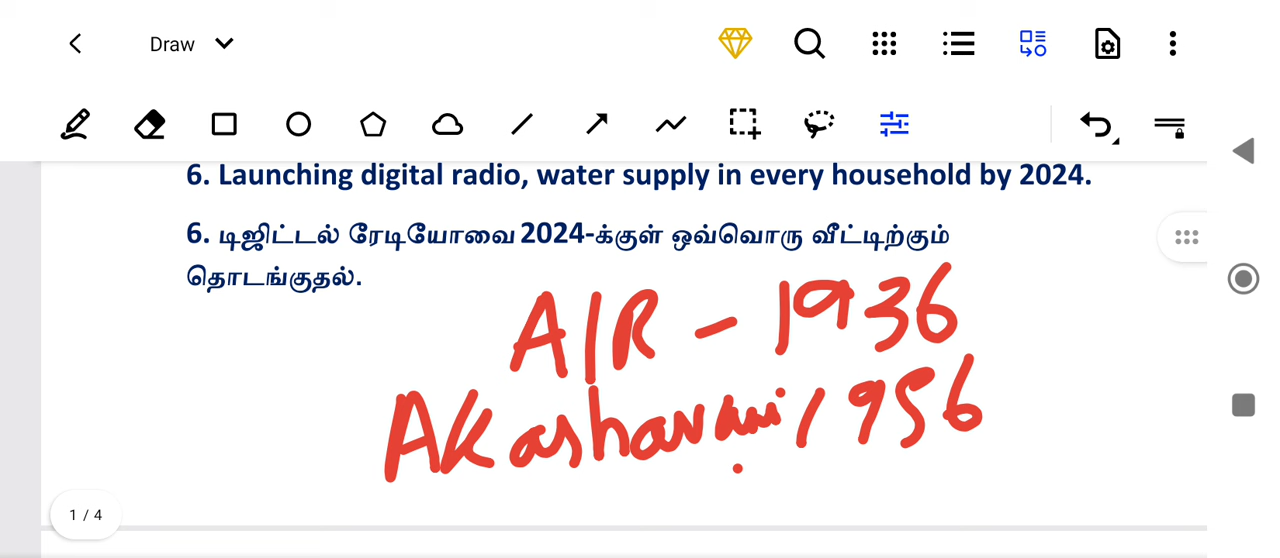 Draw
6. Launching digital radio, water supply in every household by 2024.
6. டிஜிட்டல் ரேடியோவை 2024-க்குள் ஒவ்வொரு வீட்டிற்கும்
தொடங்குதல்.
AIR - 1936
Akashavani 1956
1 / 4